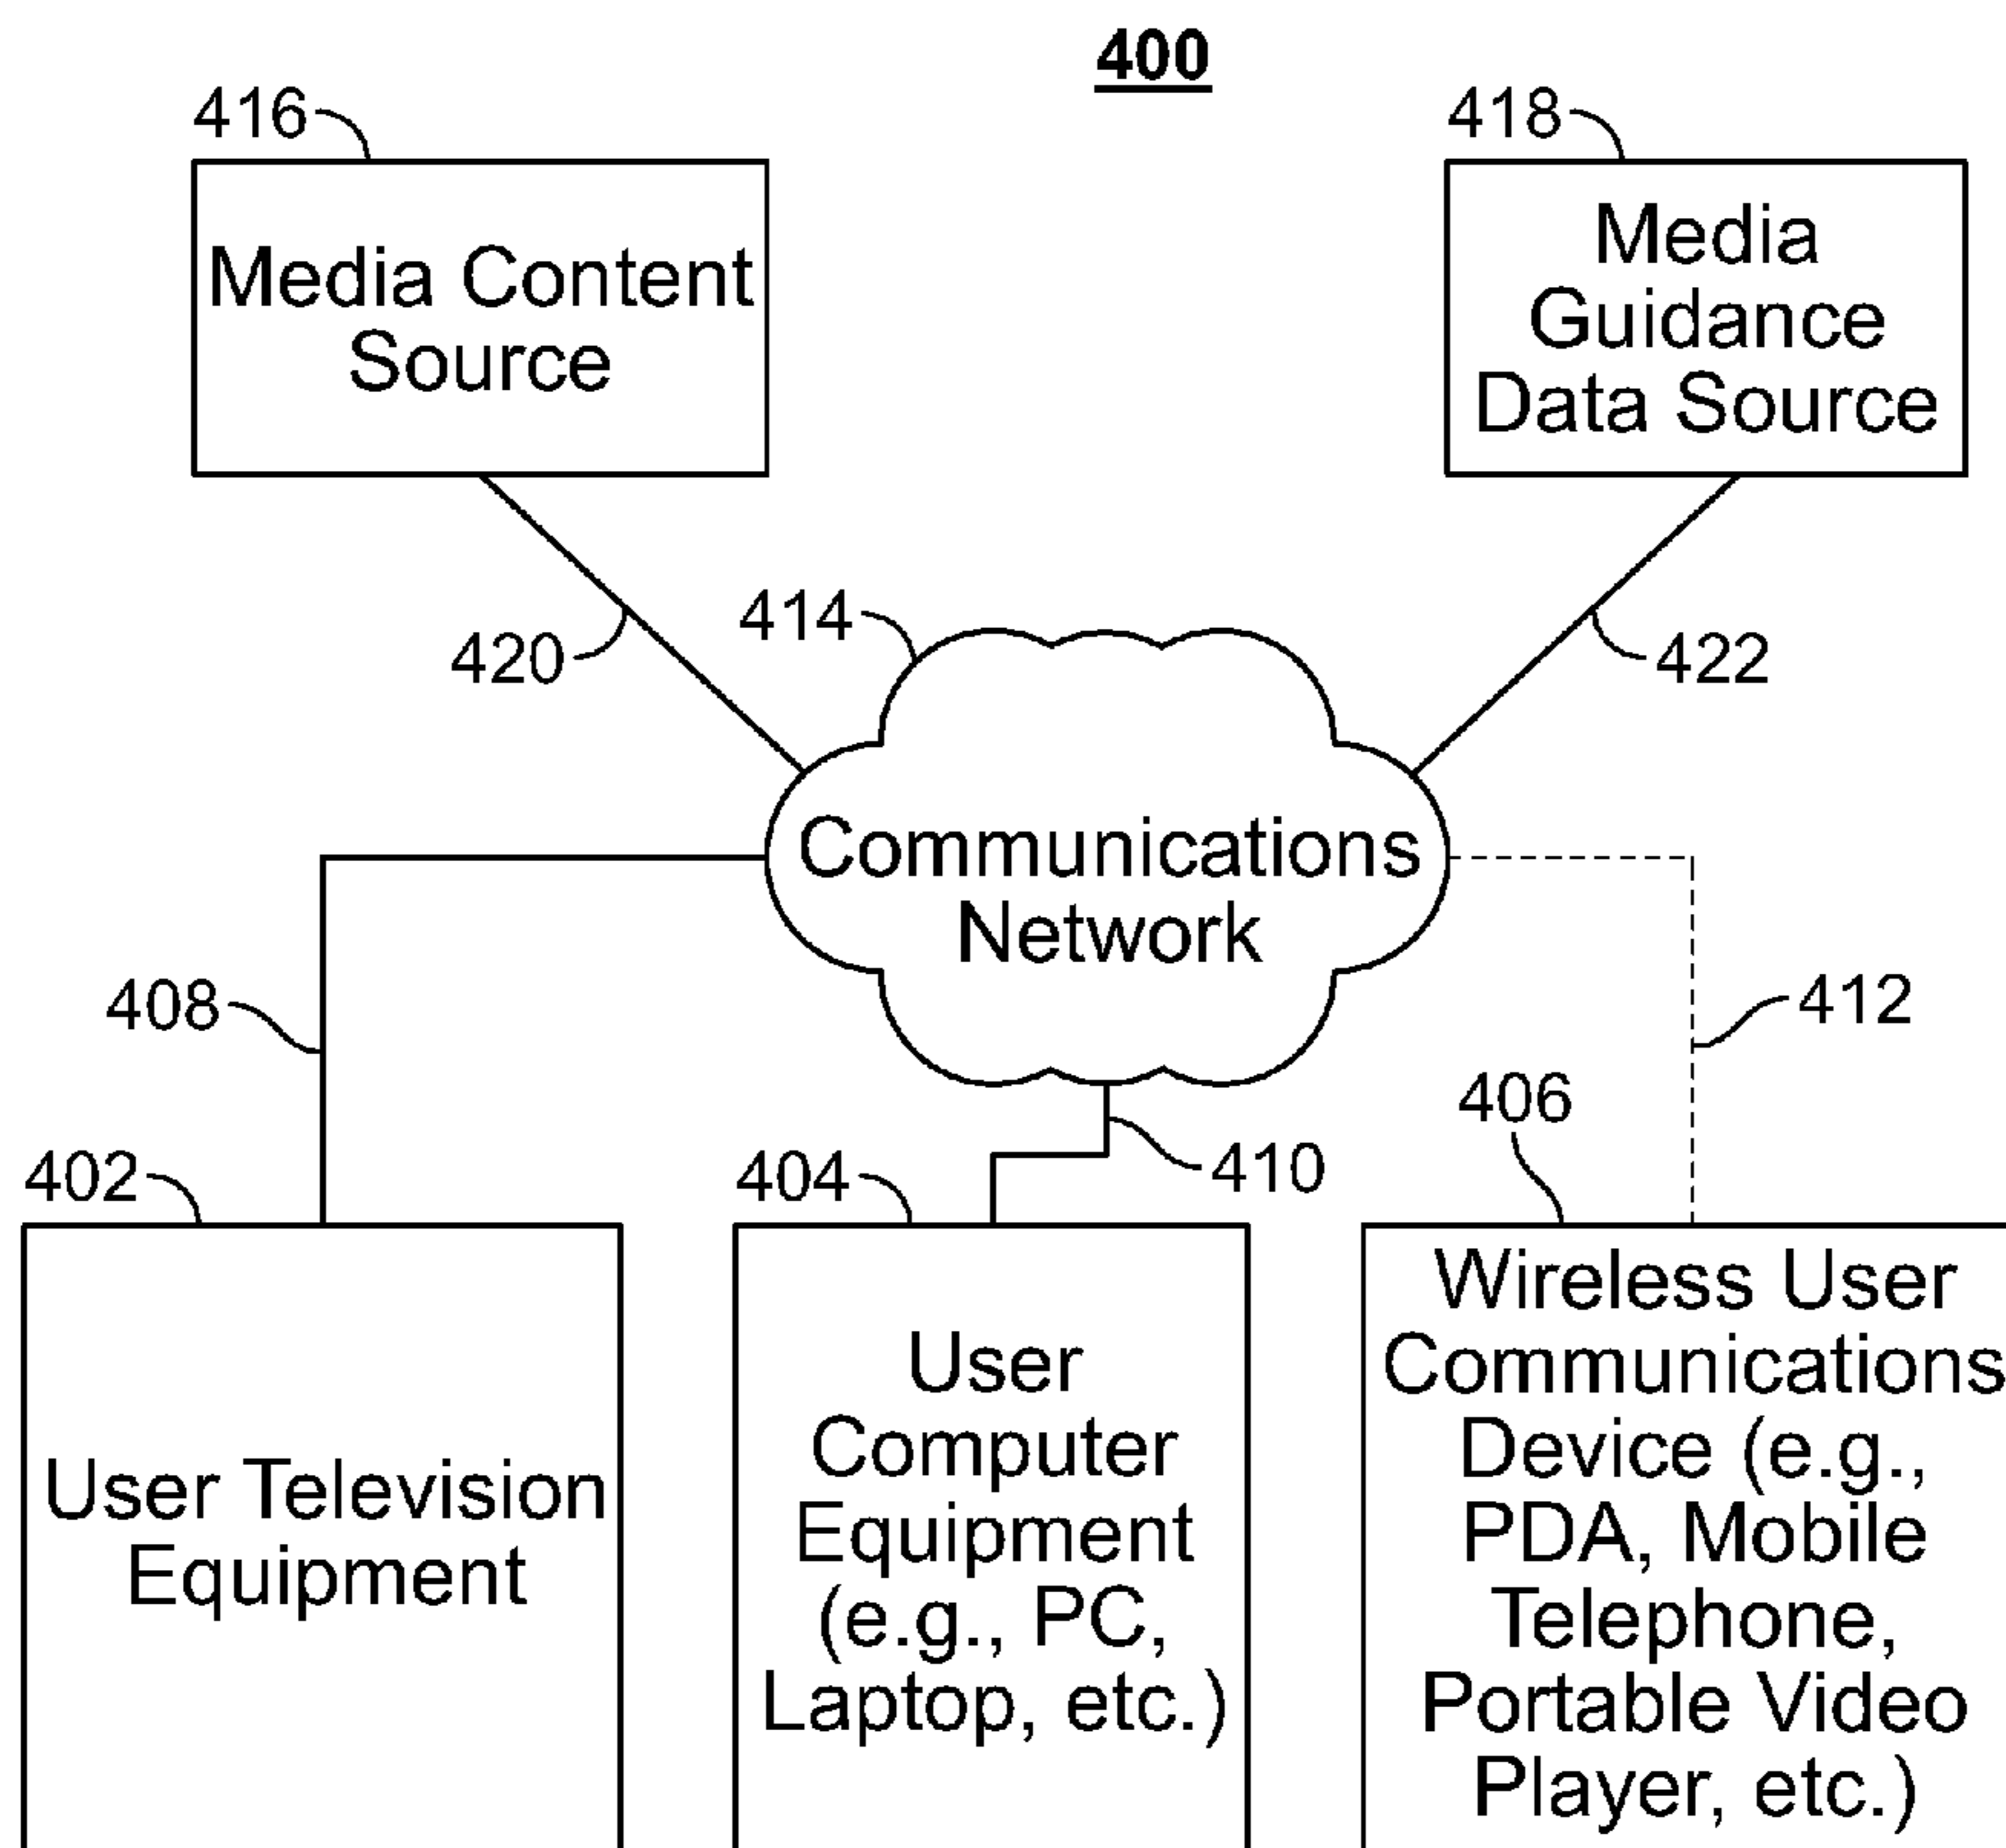 400
416
418
Media Content
Source
Media
Guidance
Data Source
420
414
422
Communications
Network
408
412
402
404
410
406
User Television
Equipment
User
Computer
Equipment
(e.g., PC,
Laptop, etc.)
Wireless User
Communications
Device (e.g.,
PDA, Mobile
Telephone,
Portable Video
Player, etc.)